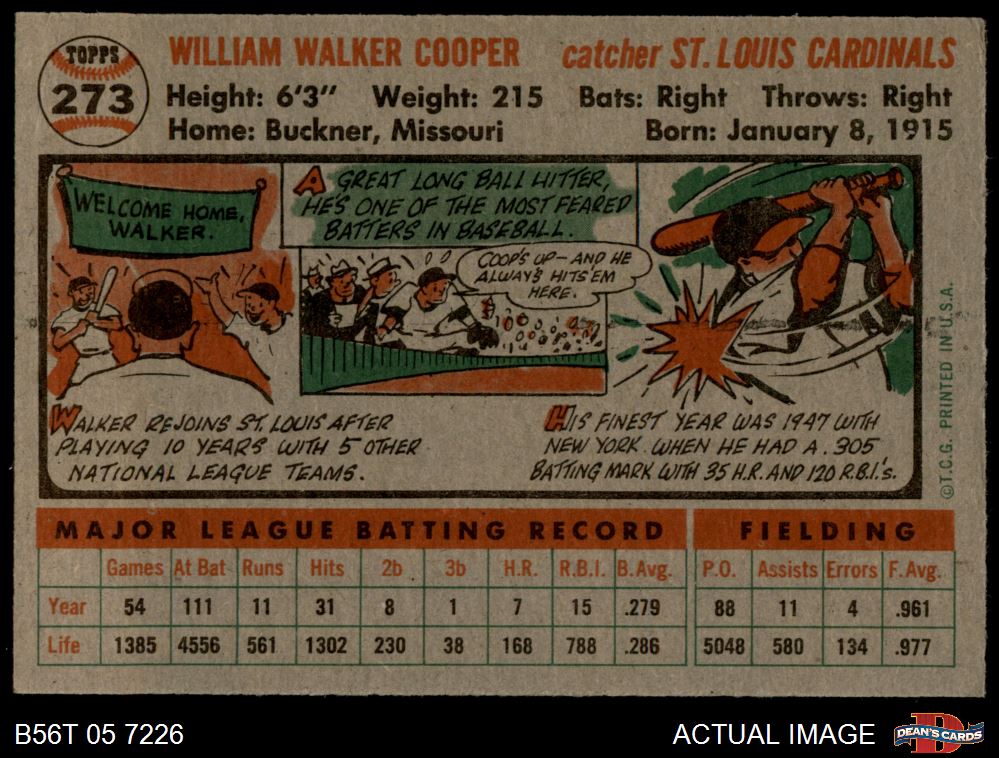 TOPPS
273
WILLIAM WALKER COOPER catcher ST. LOUIS CARDINALS
Height: 6'3" Weight: 215 Bats: Right Throws: Right
Home: Buckner, Missouri Born: January 8, 1915
WELCOME HOME,
WALKER.
A GREAT LONG BALL HITTER,
HE'S ONE OF THE MOST FEARED
BATTERS IN BASEBALL.
COOP'S UP - AND HE
ALWAYS HITS 'EM
HERE.
WALKER REJOINS ST. LOUIS AFTER
PLAYING 10 YEARS WITH 5 OTHER
NATIONAL LEAGUE TEAMS.
HIS FINEST YEAR WAS 1947 WITH
NEW YORK. WHEN HE HAD A .305
BATTING MARK WITH 35 H.R. AND 120 R.B.I.'s.
©T.C.G. PRINTED IN U.S.A.
MAJOR LEAGUE BATTING RECORD FIELDING
Games At Bat Runs Hits 2b 3b H.R. R.B.I. B.Avg. P.O. Assists Errors F.Avg.
Year 54 111 11 31 8 1 7 15 .279 88 11 4 .961
Life 1385 4556 561 1302 230 38 168 788 .286 5048 580 134 .977
B56T 05 7226 ACTUAL IMAGE
D
DEAN'S CARDS